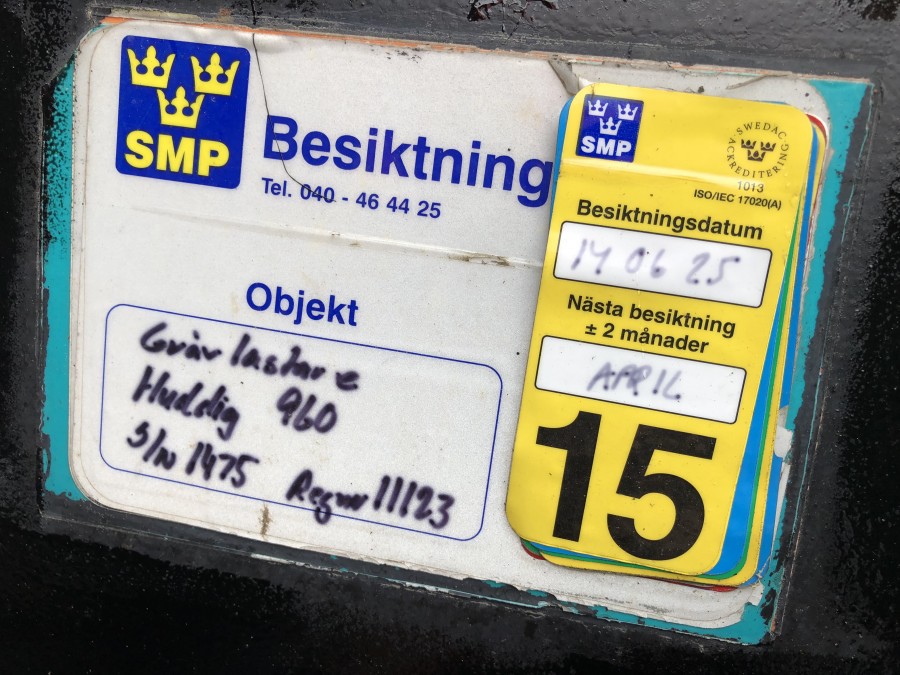 SMP
Besiktning
Tel. 040 - 46 44 25
Objekt
Grävlastare
Huddig 960
S/N 1475 Regnr 11123
SMP
SWEDAC ACKREDITERING
1013
ISO/IEC 17020(A)
Besiktningsdatum
14 06 25
Nästa besiktning
± 2 månader
APRIL
15